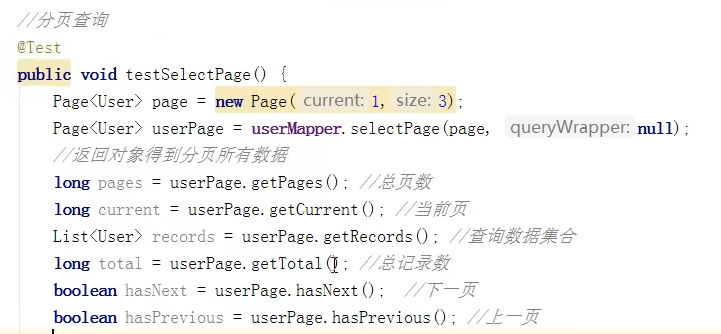 //分页查询
@Test
public void testSelectPage() {
Page<User> page = new Page( current: 1, size: 3);
Page<User> userPage = userMapper.selectPage(page, queryWrapper: null);
//返回对象得到分页所有数据
long pages = userPage.getPages(); //总页数
long current = userPage.getCurrent(); //当前页
List<User> records = userPage.getRecords(); //查询数据集合
long total = userPage.getTotal(); //总记录数
boolean hasNext = userPage.hasNext(); //下一页
boolean hasPrevious = userPage.hasPrevious(); //上一页